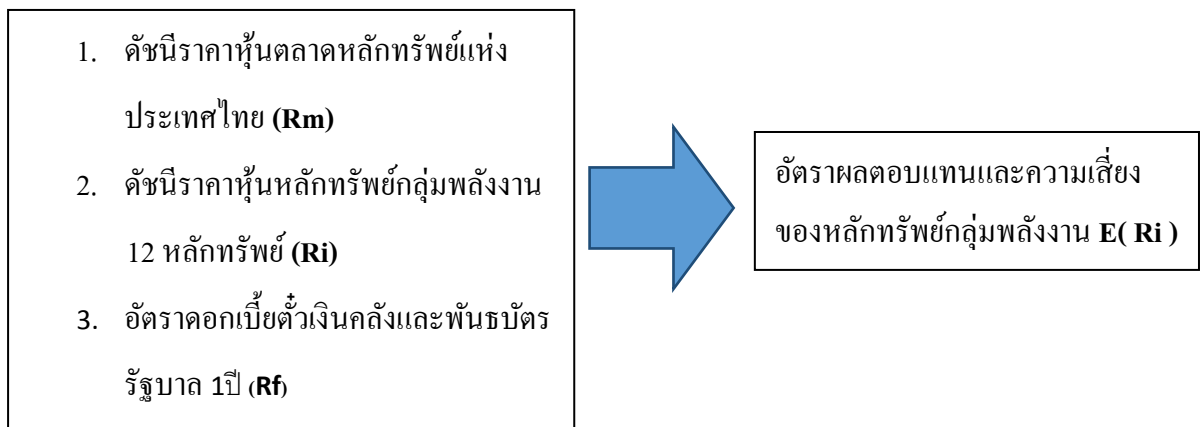 1. ดัชนีราคาหุ้นตลาดหลักทรัพย์แห่ง
ประเทศไทย (Rm)
2. ดัชนีราคาหุ้นหลักทรัพย์กลุ่มพลังงาน
12 หลักทรัพย์ (Ri)
3. อัตราดอกเบี้ยตั๋วเงินคลังและพันธบัตร
รัฐบาล 1ปี (Rf)
อัตราผลตอบแทนและความเสี่ยง
ของหลักทรัพย์กลุ่มพลังงาน E( Ri )